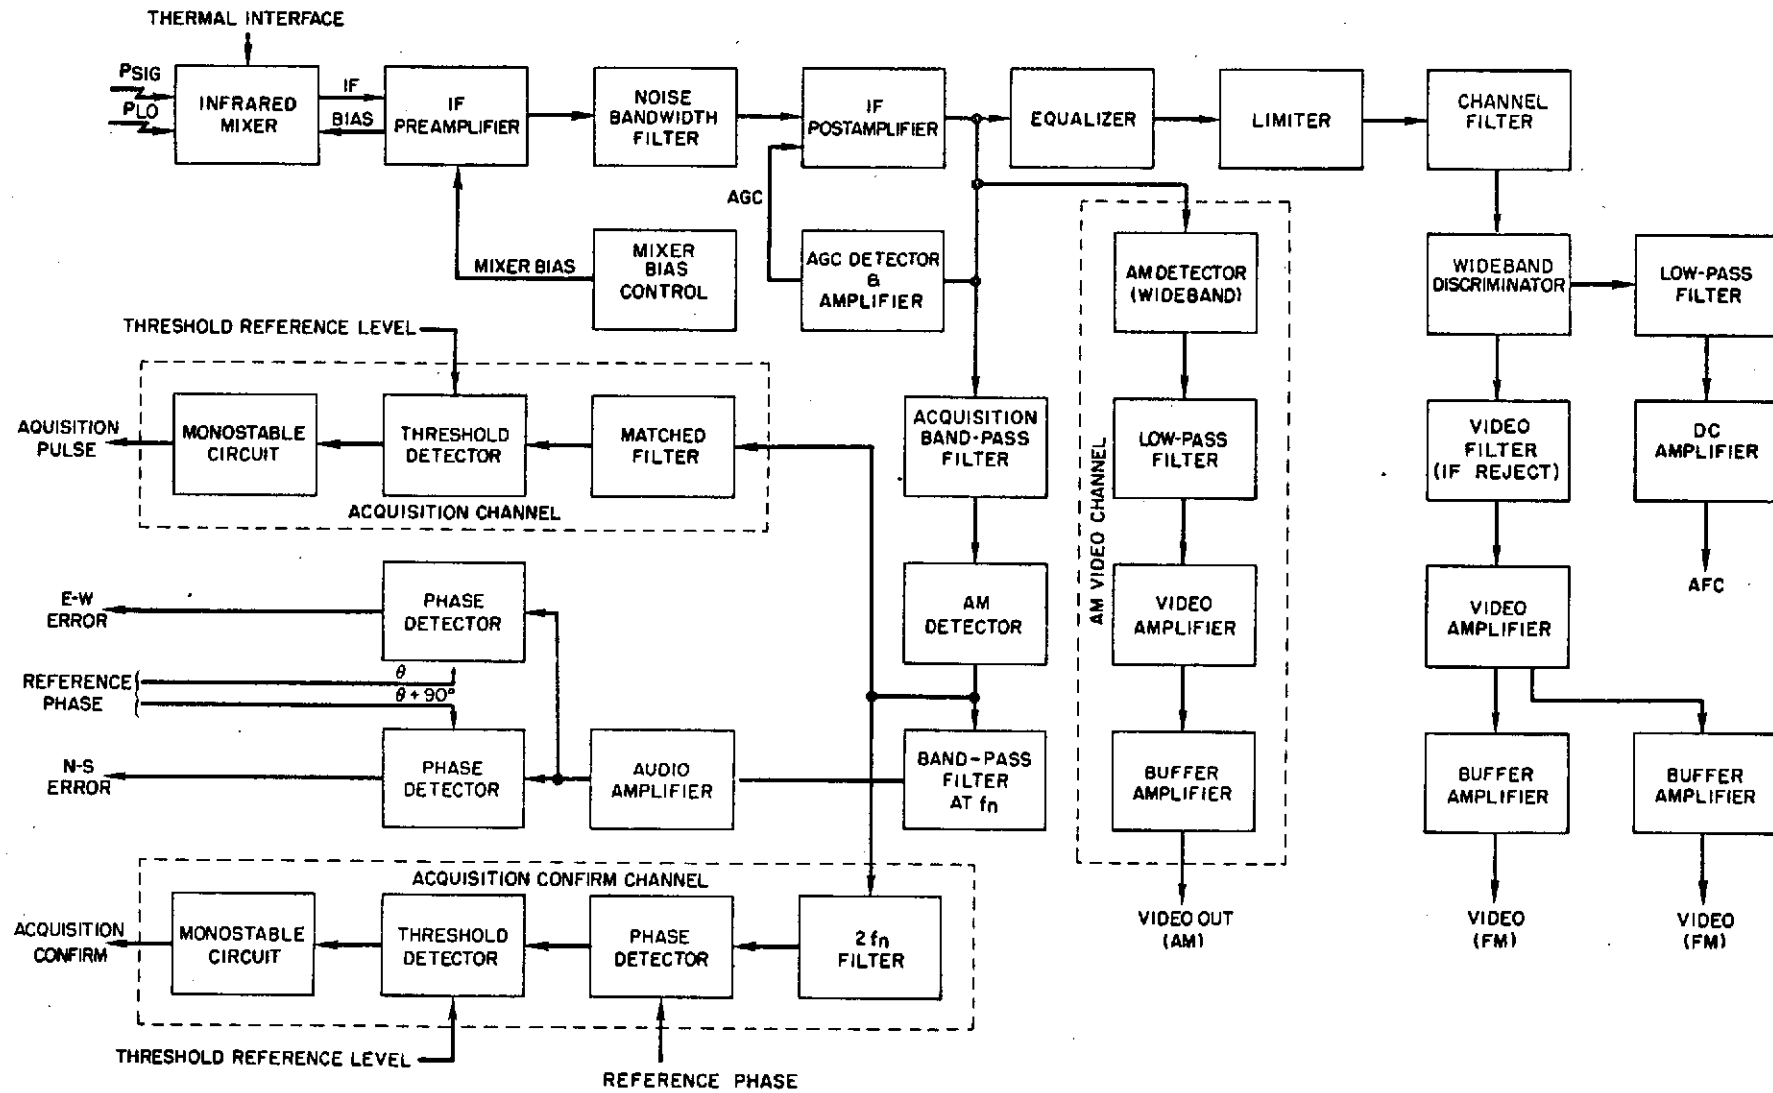 THERMAL INTERFACE
PSIG
PLO
INFRARED
MIXER
IF
BIAS
IF
PREAMPLIFIER
NOISE
BANDWIDTH
FILTER
IF
POSTAMPLIFIER
EQUALIZER
LIMITER
CHANNEL
FILTER
AGC
MIXER BIAS
MIXER
BIAS
CONTROL
AGC DETECTOR
&
AMPLIFIER
AM DETECTOR
(WIDEBAND)
WIDEBAND
DISCRIMINATOR
LOW-PASS
FILTER
THRESHOLD REFERENCE LEVEL
AQUISITION
PULSE
MONOSTABLE
CIRCUIT
THRESHOLD
DETECTOR
MATCHED
FILTER
ACQUISITION CHANNEL
ACQUISITION
BAND-PASS
FILTER
AM VIDEO CHANNEL
LOW-PASS
FILTER
VIDEO
FILTER
(IF REJECT)
DC
AMPLIFIER
E-W
ERROR
PHASE
DETECTOR
AM
DETECTOR
VIDEO
AMPLIFIER
VIDEO
AMPLIFIER
AFC
REFERENCE
PHASE
θ
θ + 90°
N-S
ERROR
PHASE
DETECTOR
AUDIO
AMPLIFIER
BAND-PASS
FILTER
AT fn
BUFFER
AMPLIFIER
BUFFER
AMPLIFIER
BUFFER
AMPLIFIER
ACQUISITION CONFIRM CHANNEL
ACQUISITION
CONFIRM
MONOSTABLE
CIRCUIT
THRESHOLD
DETECTOR
PHASE
DETECTOR
2 fn
FILTER
VIDEO OUT
(AM)
VIDEO
(FM)
VIDEO
(FM)
THRESHOLD REFERENCE LEVEL
REFERENCE PHASE